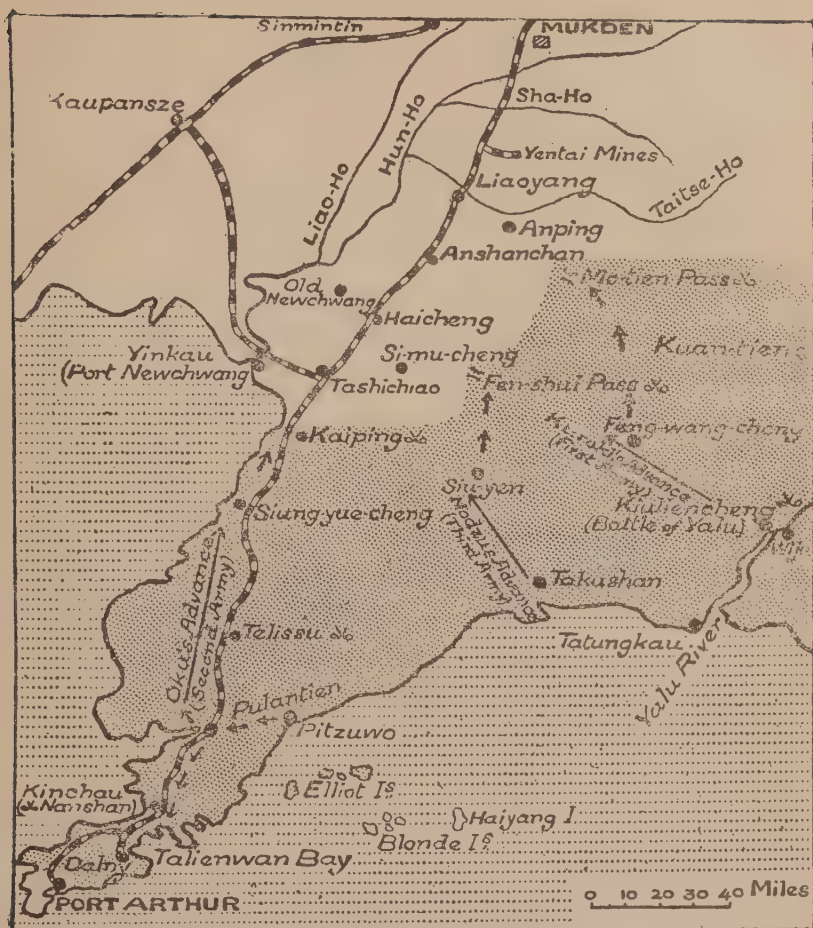 Sinmintin
MUKDEN
Kaupansze
Sha-Ho
Hun-Ho
Yentai Mines
Liao-Ho
Liaoyang
Taitse-Ho
Anping
Anshanchan
Old
Newchwang
Mo-tien Pass
Haicheng
Yinkau
(Port Newchwang)
Si-mu-cheng
Kuan-tien
Tashichiao
Fen-shui Pass
Kaiping
Feng-wang-cheng
Kuroki's Advance
(First Army)
Siu-yen
Siung-yue-cheng
Kiuliencheng
(Battle of Yalu)
Nodzu's Advance
(Third Army)
Takushan
Oku's Advance
(Second Army)
Telissu
Tatungkau
Yalu River
Pulantien
Pitzuwo
Kinchau
(Nanshan)
Elliot Is
Haiyang I
Blonde Is
Dalny
Talienwan Bay
PORT ARTHUR
0 10 20 30 40 Miles